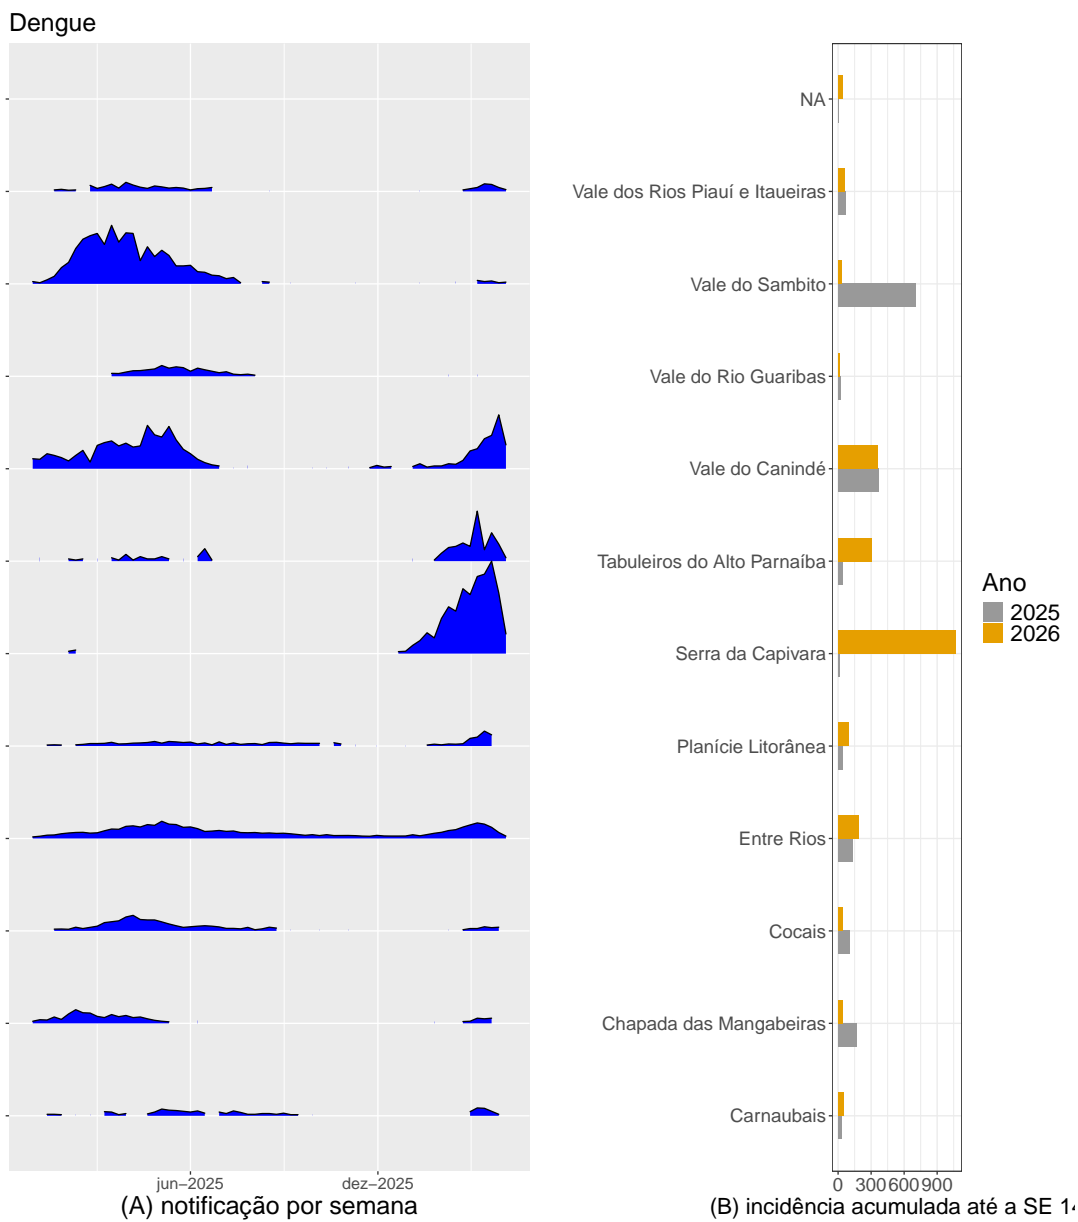 Dengue
NA
Vale dos Rios Piauí e Itaueiras
Vale do Sambito
Vale do Rio Guaribas
Vale do Canindé
Tabuleiros do Alto Parnaíba
Serra da Capivara
Planície Litorânea
Entre Rios
Cocais
Chapada das Mangabeiras
Carnaubais
Ano
2025
2026
jun−2025 dez−2025
0 300 600 900
(A) notificação por semana
(B) incidência acumulada até a SE 14